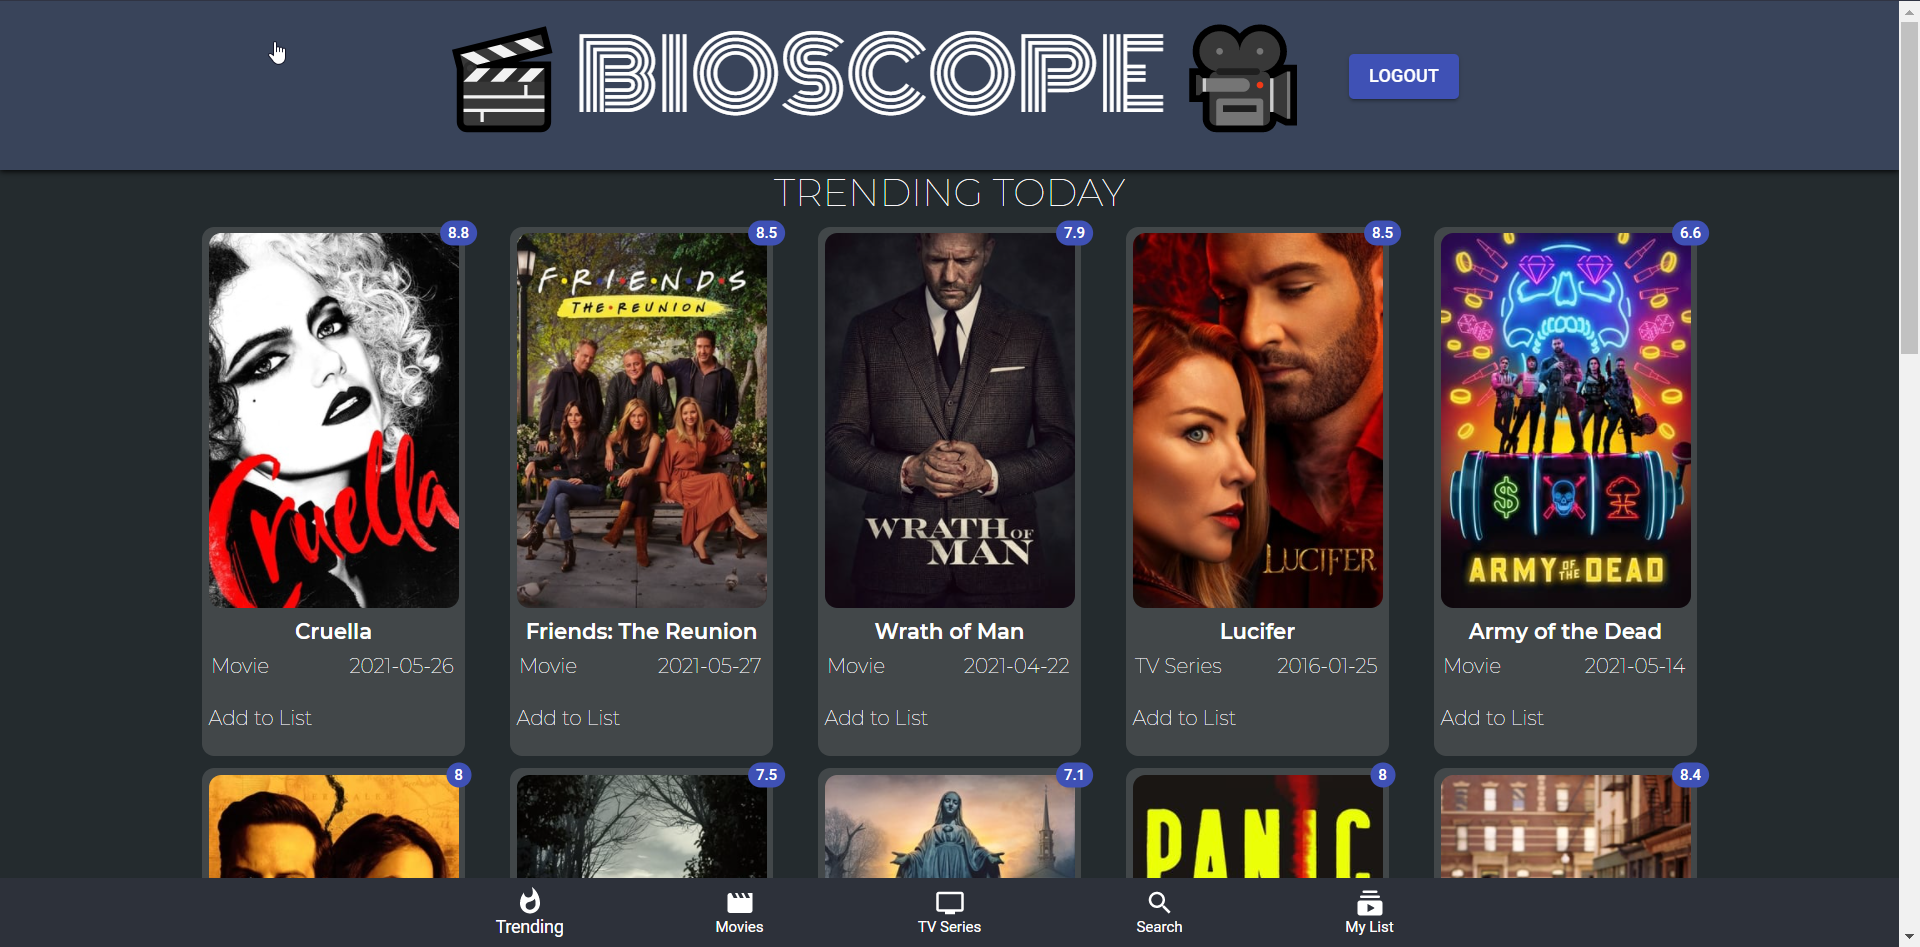 BIOSCOPE
LOGOUT
TRENDING TODAY
8.8
8.5
7.9
8.5
6.6
Cruella
F·R·I·E·N·D·S
THE·REUNION
WRATH OF
MAN
LUCIFER
ARMY OF THE DEAD
Cruella
Friends: The Reunion
Wrath of Man
Lucifer
Army of the Dead
Movie 2021-05-26
Movie 2021-05-27
Movie 2021-04-22
TV Series 2016-01-25
Movie 2021-05-14
Add to List
Add to List
Add to List
Add to List
Add to List
8
7.5
7.1
8
8.4
PANIC
Trending
Movies
TV Series
Search
My List